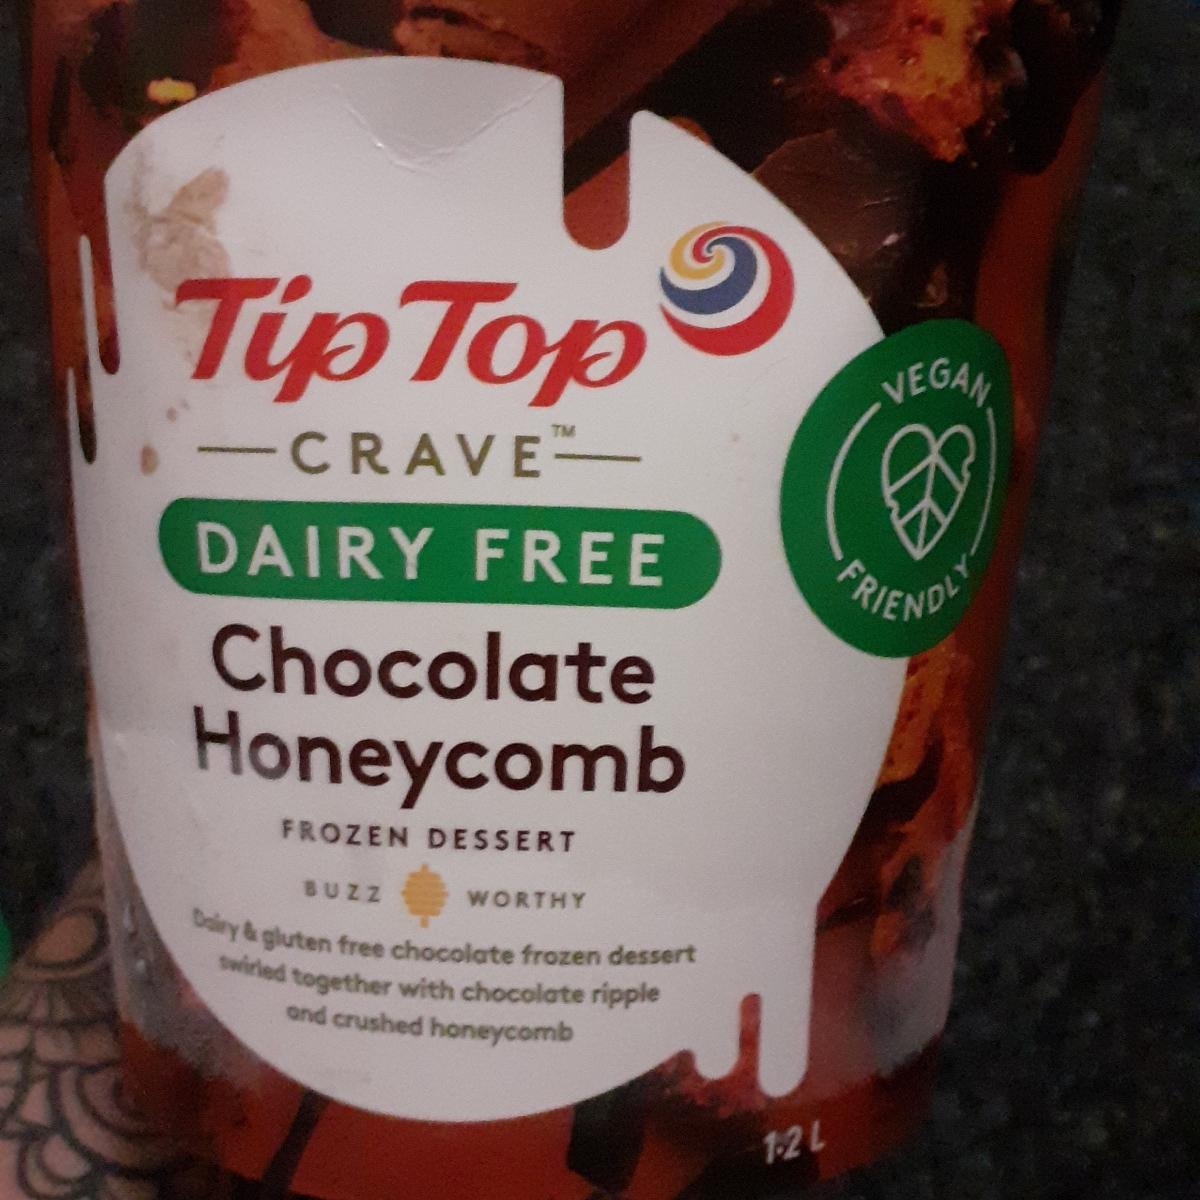 Tip Top
CRAVE™
DAIRY FREE
Chocolate
Honeycomb
FROZEN DESSERT
BUZZ WORTHY
Dairy & gluten free chocolate frozen dessert
swirled together with chocolate ripple
and crushed honeycomb
VEGAN
FRIENDLY
1.2 L